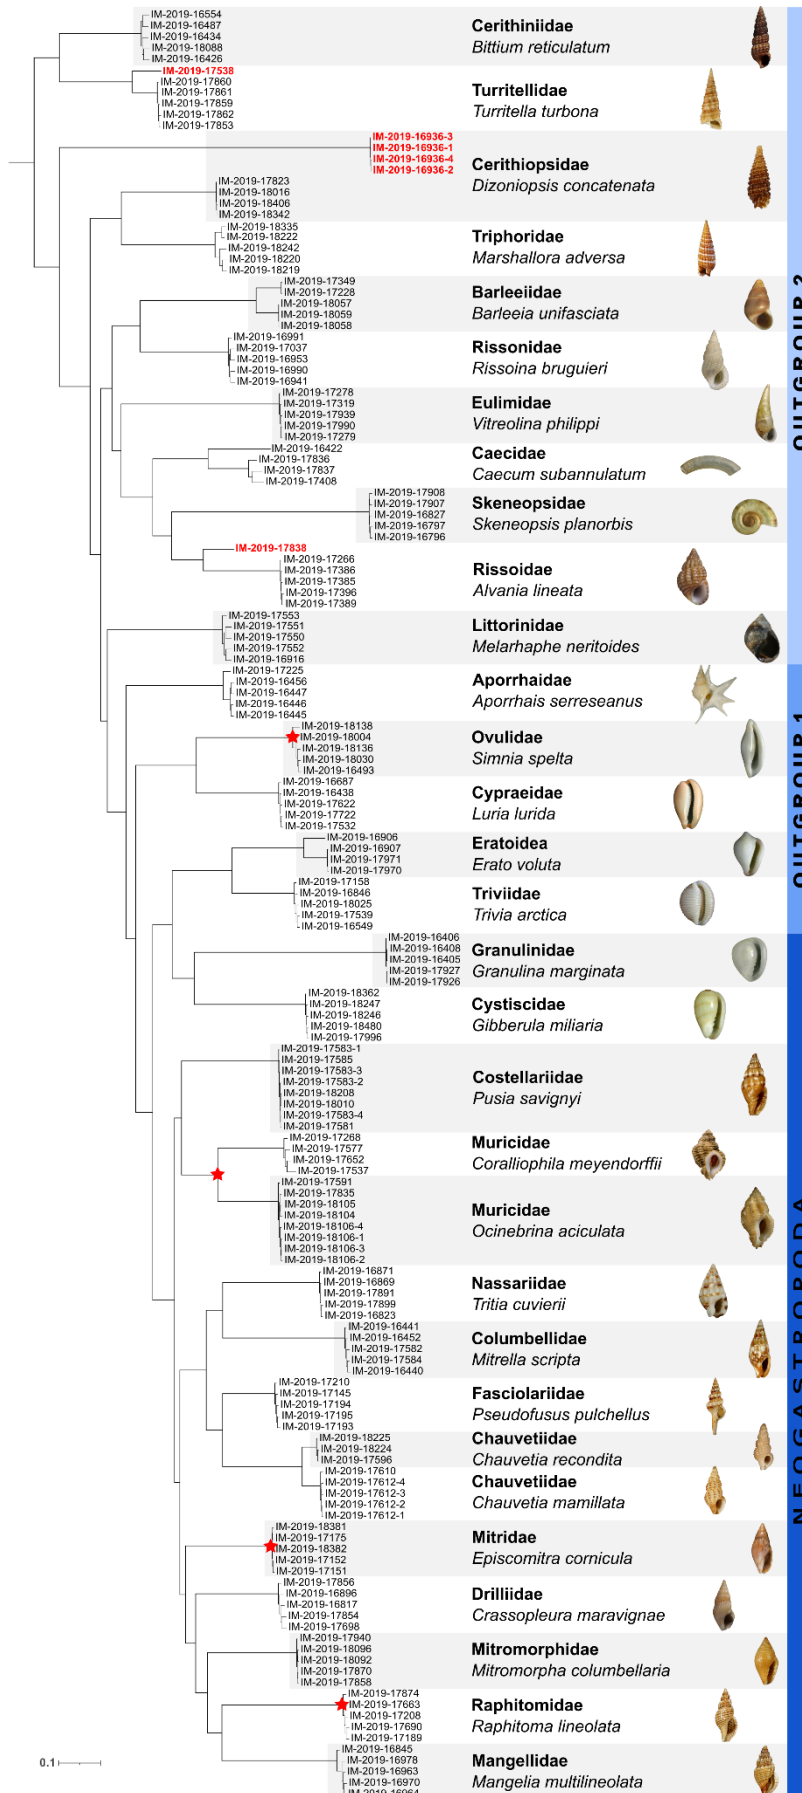 IM-2019-16554
IM-2019-16487
IM-2019-16434
IM-2019-18088
IM-2019-16426
Cerithiniidae
Bittium reticulatum
IM-2019-17538
IM-2019-17860
IM-2019-17861
IM-2019-17859
IM-2019-17862
IM-2019-17853
Turritellidae
Turritella turbona
IM-2019-16936-3
IM-2019-16936-1
IM-2019-16936-4
IM-2019-16936-2
IM-2019-17823
IM-2019-18016
IM-2019-18406
IM-2019-18342
Cerithiopsidae
Dizoniopsis concatenata
IM-2019-18335
IM-2019-18222
IM-2019-18242
IM-2019-18220
IM-2019-18219
Triphoridae
Marshallora adversa
IM-2019-17349
IM-2019-17228
IM-2019-18057
IM-2019-18059
IM-2019-18058
Barleeiidae
Barleeia unifasciata
IM-2019-16991
IM-2019-17037
IM-2019-16953
IM-2019-16990
IM-2019-16941
Rissonidae
Rissoina bruguieri
IM-2019-17278
IM-2019-17319
IM-2019-17939
IM-2019-17990
IM-2019-17279
Eulimidae
Vitreolina philippi
IM-2019-16422
IM-2019-17836
IM-2019-17837
IM-2019-17408
Caecidae
Caecum subannulatum
IM-2019-17908
IM-2019-17907
IM-2019-16827
IM-2019-16797
IM-2019-16796
Skeneopsidae
Skeneopsis planorbis
IM-2019-17838
IM-2019-17266
IM-2019-17386
IM-2019-17385
IM-2019-17396
IM-2019-17389
Rissoidae
Alvania lineata
IM-2019-17553
IM-2019-17551
IM-2019-17550
IM-2019-17552
IM-2019-16916
Littorinidae
Melarhaphe neritoides
OUTGROUP 2
IM-2019-17225
IM-2019-16456
IM-2019-16447
IM-2019-16446
IM-2019-16445
Aporrhaidae
Aporrhais serreseanus
IM-2019-18138
IM-2019-18004
IM-2019-18136
IM-2019-18030
IM-2019-16493
Ovulidae
Simnia spelta
IM-2019-16687
IM-2019-16438
IM-2019-17622
IM-2019-17722
IM-2019-17532
Cypraeidae
Luria lurida
IM-2019-16906
IM-2019-16907
IM-2019-17971
IM-2019-17970
Eratoidea
Erato voluta
IM-2019-17158
IM-2019-16846
IM-2019-18025
IM-2019-17539
IM-2019-16549
Triviidae
Trivia arctica
OUTGROUP 1
IM-2019-16406
IM-2019-16408
IM-2019-16405
IM-2019-17927
IM-2019-17926
Granulinidae
Granulina marginata
IM-2019-18362
IM-2019-18247
IM-2019-18246
IM-2019-18480
IM-2019-17996
Cystiscidae
Gibberula miliaria
IM-2019-17583-1
IM-2019-17585
IM-2019-17583-3
IM-2019-17583-2
IM-2019-18208
IM-2019-18010
IM-2019-17583-4
IM-2019-17581
Costellariidae
Pusia savignyi
IM-2019-17268
IM-2019-17577
IM-2019-17652
IM-2019-17537
Muricidae
Coralliophila meyendorffii
IM-2019-17591
IM-2019-17835
IM-2019-18105
IM-2019-18104
IM-2019-18106-4
IM-2019-18106-1
IM-2019-18106-3
IM-2019-18106-2
Muricidae
Ocinebrina aciculata
IM-2019-16871
IM-2019-16869
IM-2019-17891
IM-2019-17899
IM-2019-16823
Nassariidae
Tritia cuvierii
IM-2019-16441
IM-2019-16452
IM-2019-17582
IM-2019-17584
IM-2019-16440
Columbellidae
Mitrella scripta
IM-2019-17210
IM-2019-17145
IM-2019-17194
IM-2019-17195
IM-2019-17193
Fasciolariidae
Pseudofusus pulchellus
IM-2019-18225
IM-2019-18224
IM-2019-17596
Chauvetiidae
Chauvetia recondita
IM-2019-17610
IM-2019-17612-4
IM-2019-17612-3
IM-2019-17612-2
IM-2019-17612-1
Chauvetiidae
Chauvetia mamillata
IM-2019-18381
IM-2019-17175
IM-2019-18382
IM-2019-17152
IM-2019-17151
Mitridae
Episcomitra cornicula
IM-2019-17856
IM-2019-16896
IM-2019-16817
IM-2019-17854
IM-2019-17698
Drilliidae
Crassopleura maravignae
IM-2019-17940
IM-2019-18096
IM-2019-18092
IM-2019-17870
IM-2019-17858
Mitromorphidae
Mitromorpha columbellaria
IM-2019-17874
IM-2019-17663
IM-2019-17208
IM-2019-17690
IM-2019-17189
Raphitomidae
Raphitoma lineolata
IM-2019-16845
IM-2019-16978
IM-2019-16963
IM-2019-16970
Mangellidae
Mangelia multilineolata
NEOGASTROPODA
0.1